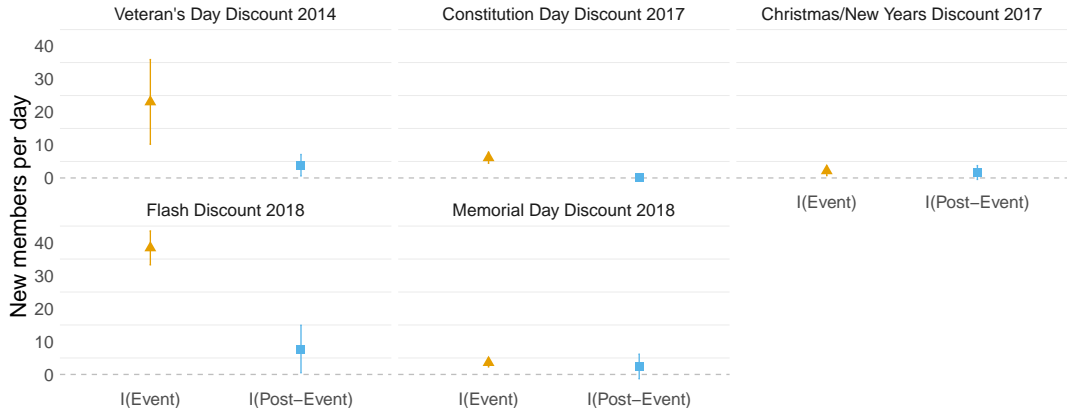 Veteran's Day Discount 2014
Constitution Day Discount 2017
Christmas/New Years Discount 2017
New members per day
40
30
20
10
0
I(Event)
I(Post−Event)
Flash Discount 2018
Memorial Day Discount 2018
40
30
20
10
0
I(Event)
I(Post−Event)
I(Event)
I(Post−Event)